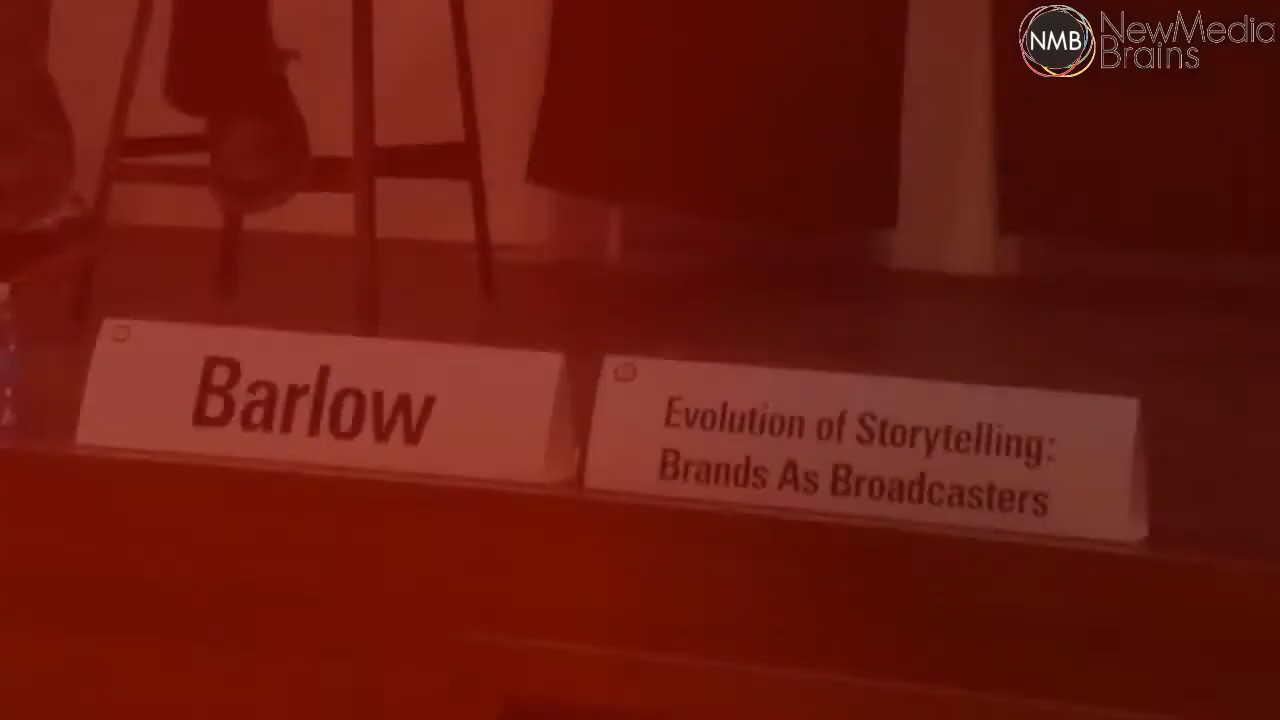 NMB
NewMedia
Brains
Barlow
Evolution of Storytelling:
Brands As Broadcasters